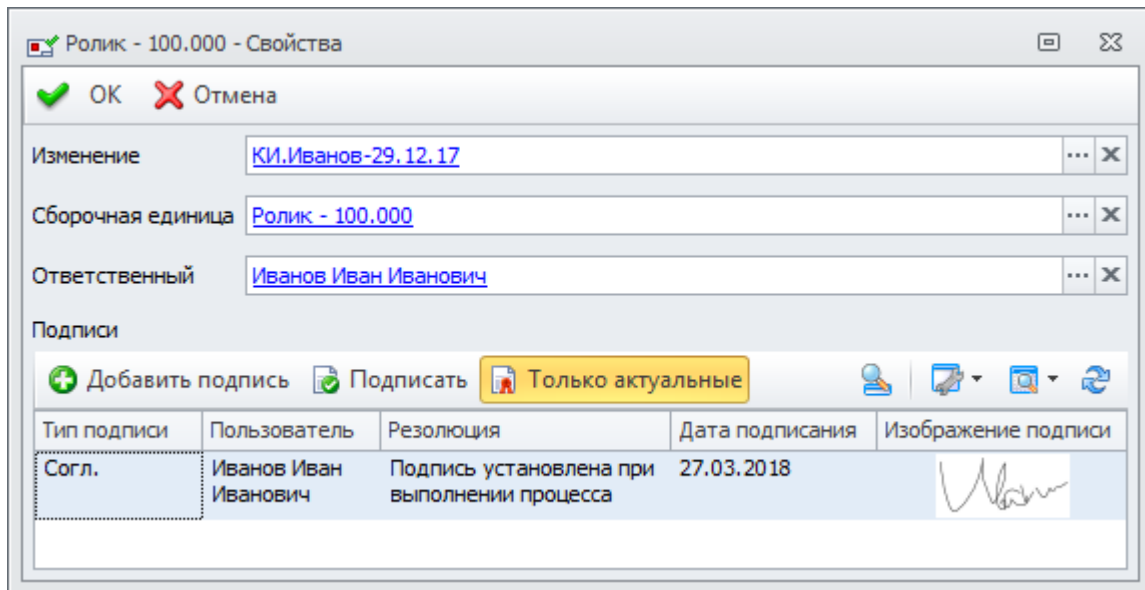 Ролик - 100.000 - Свойства
ОК Отмена
Изменение КИ.Иванов-29.12.17
Сборочная единица Ролик - 100.000
Ответственный Иванов Иван Иванович
Подписи
Добавить подпись Подписать Только актуальные
Тип подписи Пользователь Резолюция Дата подписания Изображение подписи
Согл. Иванов Иван Подпись установлена при 27.03.2018
Иванович выполнении процесса